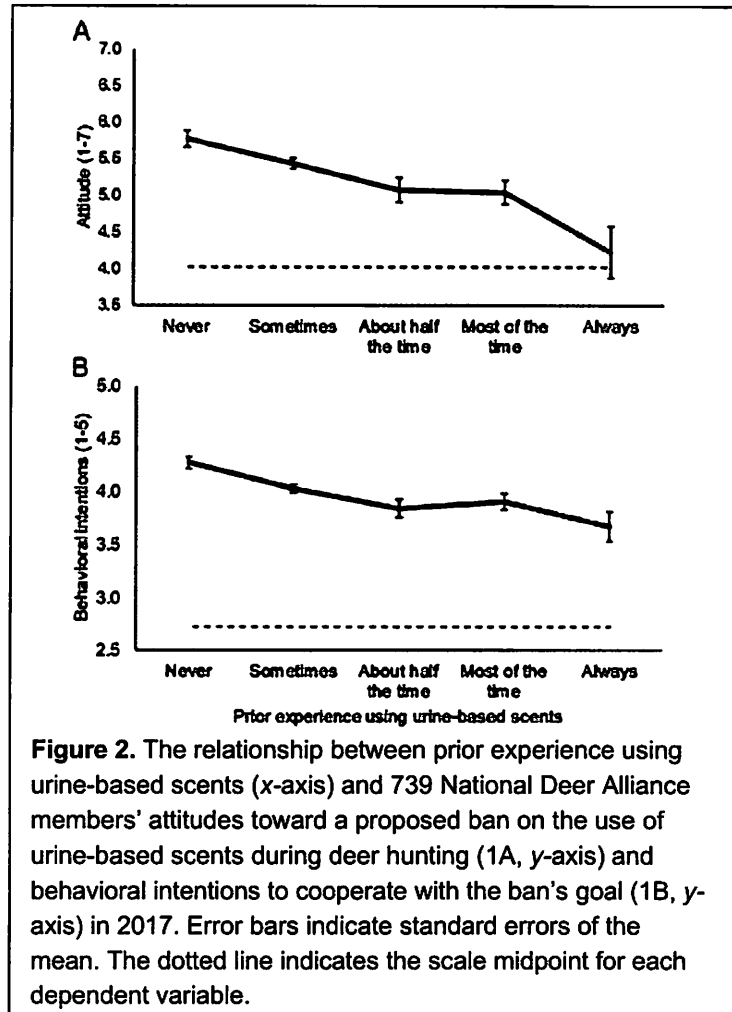 A
7.0
6.5
6.0
5.5
5.0
4.5
4.0
3.5
Attitude (1-7)
Never Sometimes About half the time Most of the time Always
B
5.0
4.5
4.0
3.5
3.0
2.5
Behavioral intentions (1-5)
Never Sometimes About half the time Most of the time Always
Prior experience using urine-based scents
Figure 2. The relationship between prior experience using
urine-based scents (x-axis) and 739 National Deer Alliance
members' attitudes toward a proposed ban on the use of
urine-based scents during deer hunting (1A, y-axis) and
behavioral intentions to cooperate with the ban's goal (1B, y-
axis) in 2017. Error bars indicate standard errors of the
mean. The dotted line indicates the scale midpoint for each
dependent variable.